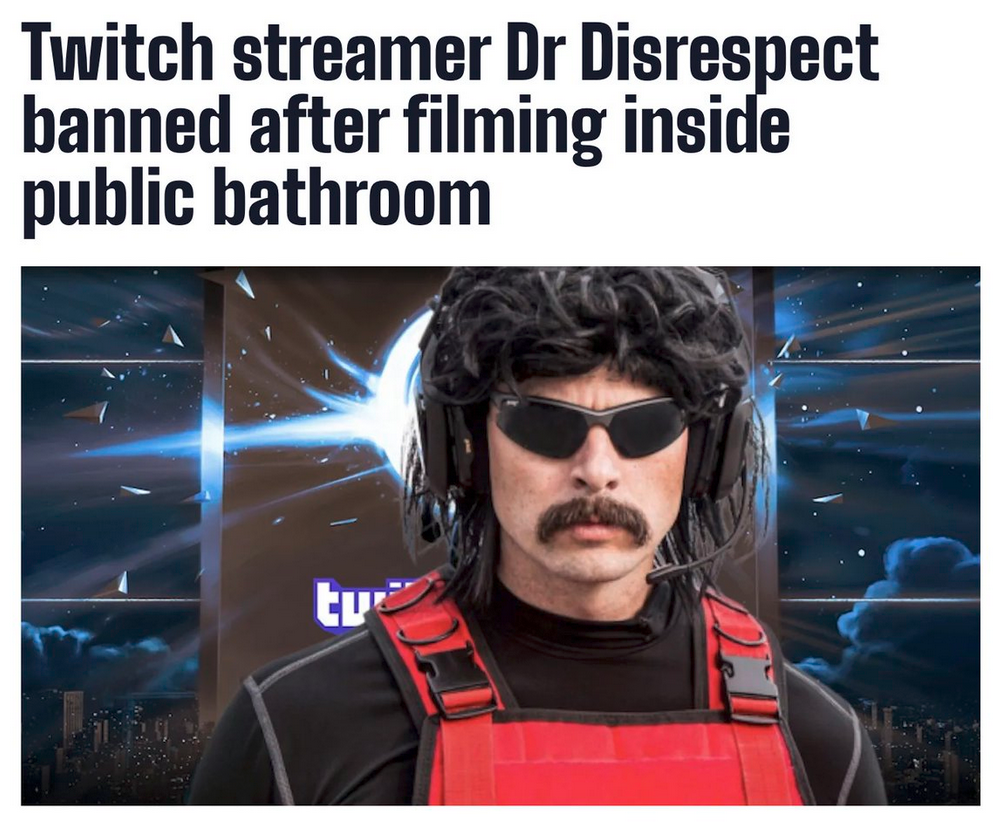 Twitch streamer Dr Disrespect
banned after filming inside
public bathroom